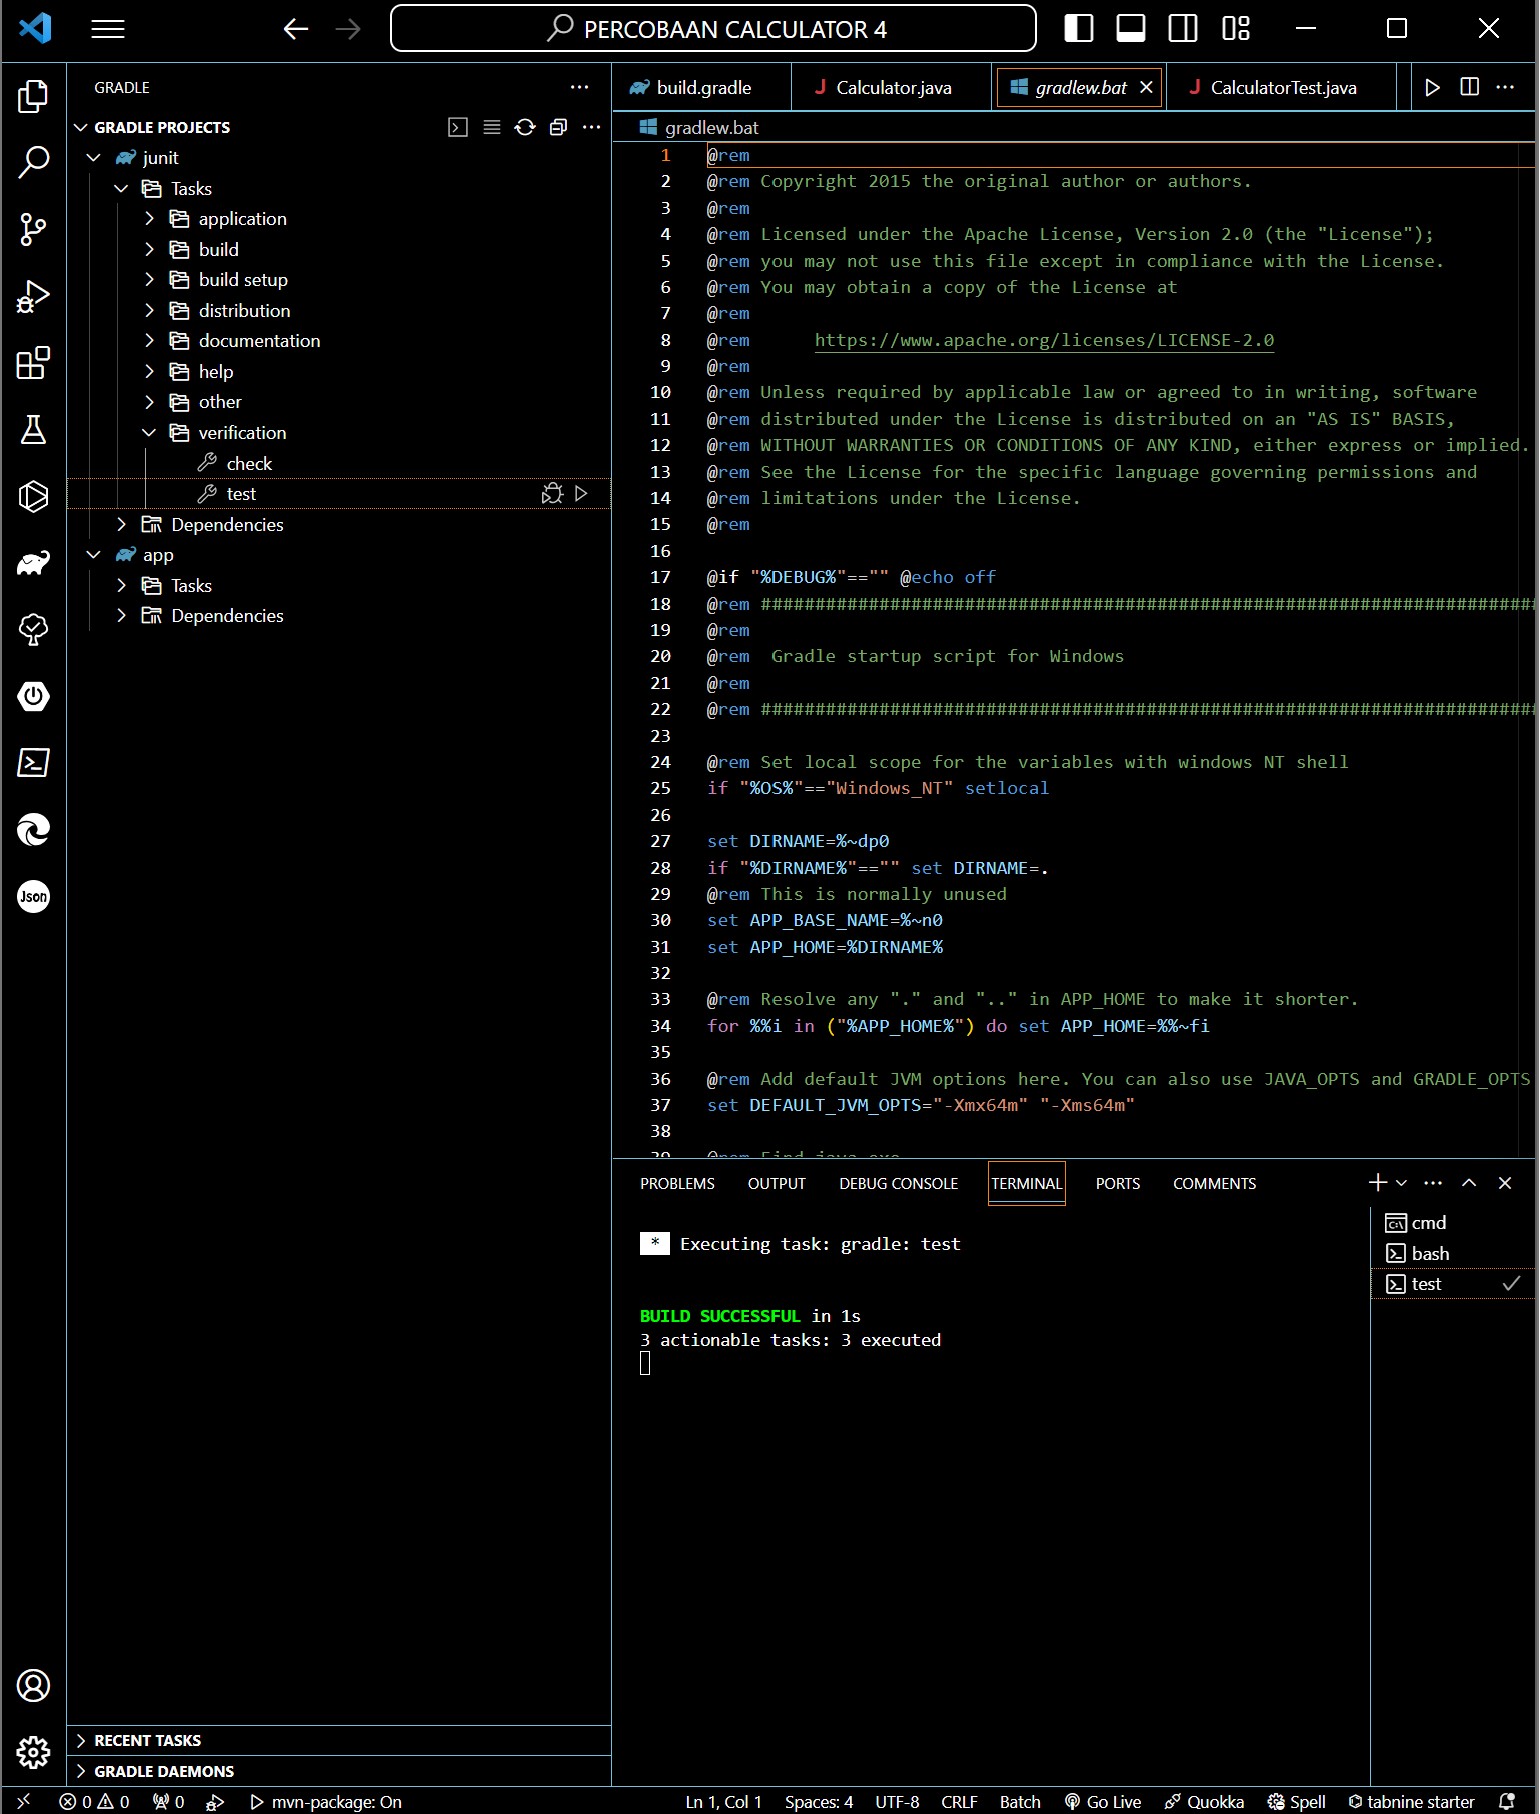 PERCOBAAN CALCULATOR 4
GRADLE
GRADLE PROJECTS
junit
Tasks
application
build
build setup
distribution
documentation
help
other
verification
check
test
Dependencies
app
Tasks
Dependencies
RECENT TASKS
GRADLE DAEMONS
Json
build.gradle
J Calculator.java
gradlew.bat
J CalculatorTest.java
gradlew.bat
1 @rem
2 @rem Copyright 2015 the original author or authors.
3 @rem
4 @rem Licensed under the Apache License, Version 2.0 (the "License");
5 @rem you may not use this file except in compliance with the License.
6 @rem You may obtain a copy of the License at
7 @rem
8 @rem      https://www.apache.org/licenses/LICENSE-2.0
9 @rem
10 @rem Unless required by applicable law or agreed to in writing, software
11 @rem distributed under the License is distributed on an "AS IS" BASIS,
12 @rem WITHOUT WARRANTIES OR CONDITIONS OF ANY KIND, either express or implied.
13 @rem See the License for the specific language governing permissions and
14 @rem limitations under the License.
15 @rem
16
17 @if "%DEBUG%"=="" @echo off
18 @rem ########################################################################
19 @rem
20 @rem  Gradle startup script for Windows
21 @rem
22 @rem ########################################################################
23
24 @rem Set local scope for the variables with windows NT shell
25 if "%OS%"=="Windows_NT" setlocal
26
27 set DIRNAME=%~dp0
28 if "%DIRNAME%"=="" set DIRNAME=.
29 @rem This is normally unused
30 set APP_BASE_NAME=%~n0
31 set APP_HOME=%DIRNAME%
32
33 @rem Resolve any "." and ".." in APP_HOME to make it shorter.
34 for %%i in ("%APP_HOME%") do set APP_HOME=%%~fi
35
36 @rem Add default JVM options here. You can also use JAVA_OPTS and GRADLE_OPTS
37 set DEFAULT_JVM_OPTS="-Xmx64m" "-Xms64m"
38
39 @rem Find java.exe
PROBLEMS OUTPUT DEBUG CONSOLE TERMINAL PORTS COMMENTS
* Executing task: gradle: test
BUILD SUCCESSFUL in 1s
3 actionable tasks: 3 executed
cmd
bash
test
0 0 0 mvn-package: On Ln 1, Col 1 Spaces: 4 UTF-8 CRLF Batch Go Live Quokka Spell tabnine starter